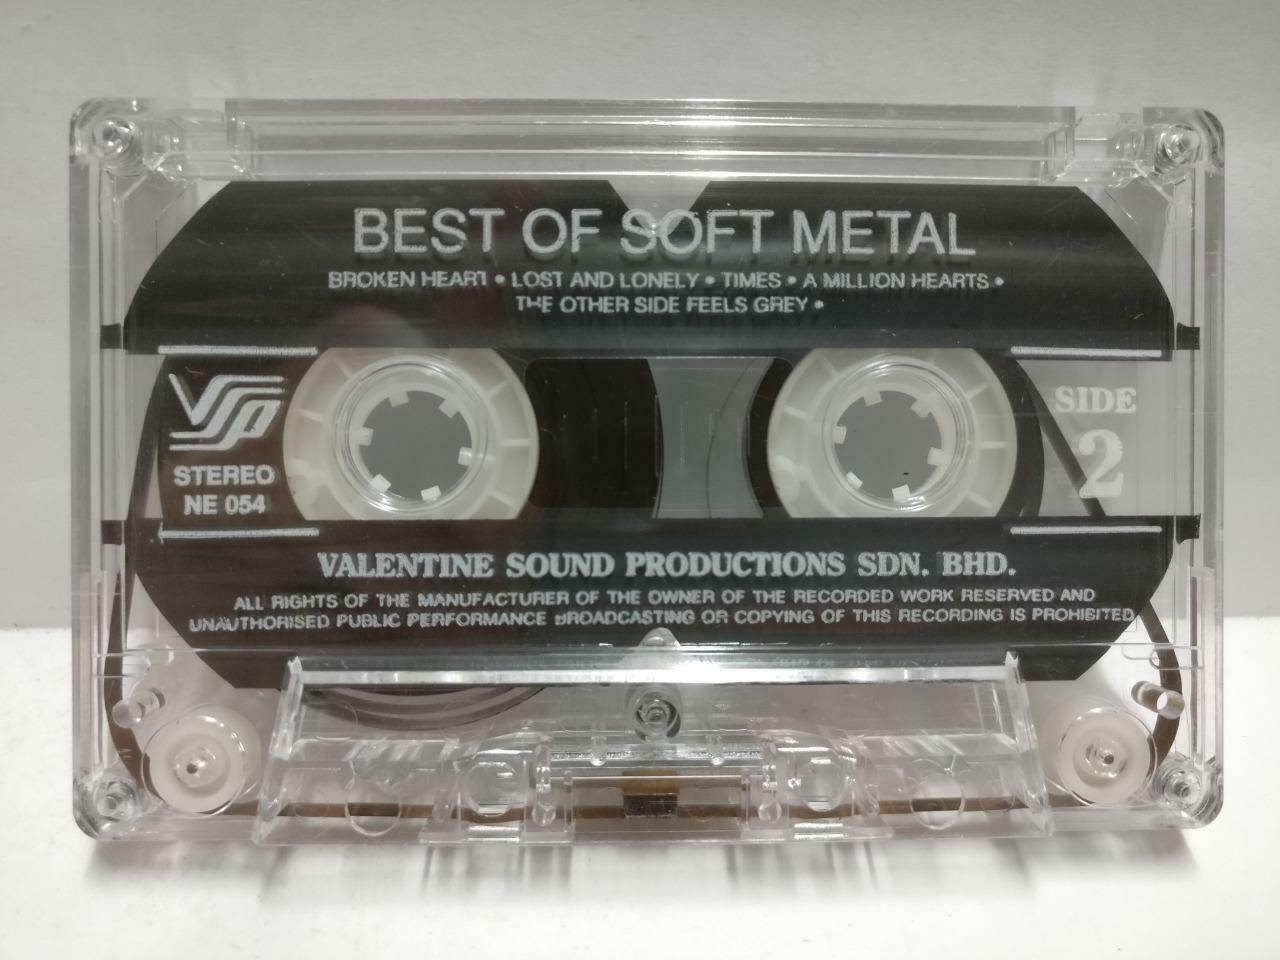 BEST OF SOFT METAL
BROKEN HEART • LOST AND LONELY • TIMES • A MILLION HEARTS •
THE OTHER SIDE FEELS GREY •
VSP
STEREO
NE 054
SIDE
2
VALENTINE SOUND PRODUCTIONS SDN. BHD.
ALL RIGHTS OF THE MANUFACTURER OF THE OWNER OF THE RECORDED WORK RESERVED AND
UNAUTHORISED PUBLIC PERFORMANCE BROADCASTING OR COPYING OF THIS RECORDING IS PROHIBITED